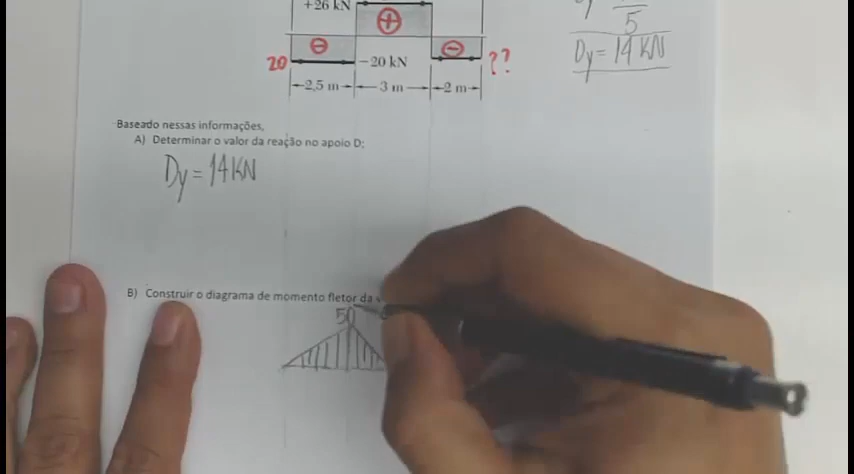 +26 kN
5
Dy = 14 KN
⊕
⊖
⊖
20
-20 kN
??
2,5 m
3 m
2 m
Baseado nessas informações,
A) Determinar o valor da reação no apoio D;
Dy = 14 KN
B) Construir o diagrama de momento fletor da
50